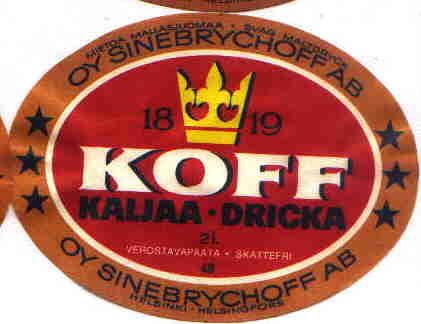 MIETOA MALLASJUOMAA • SVAG MALTDRYCK
OY SINEBRYCHOFF AB
18 19
KOFF
KALJAA • DRICKA
2 L
VEROSTAVAPAATA • SKATTEFRI
48
OY SINEBRYCHOFF AB
HELSINKI - HELSINGFORS